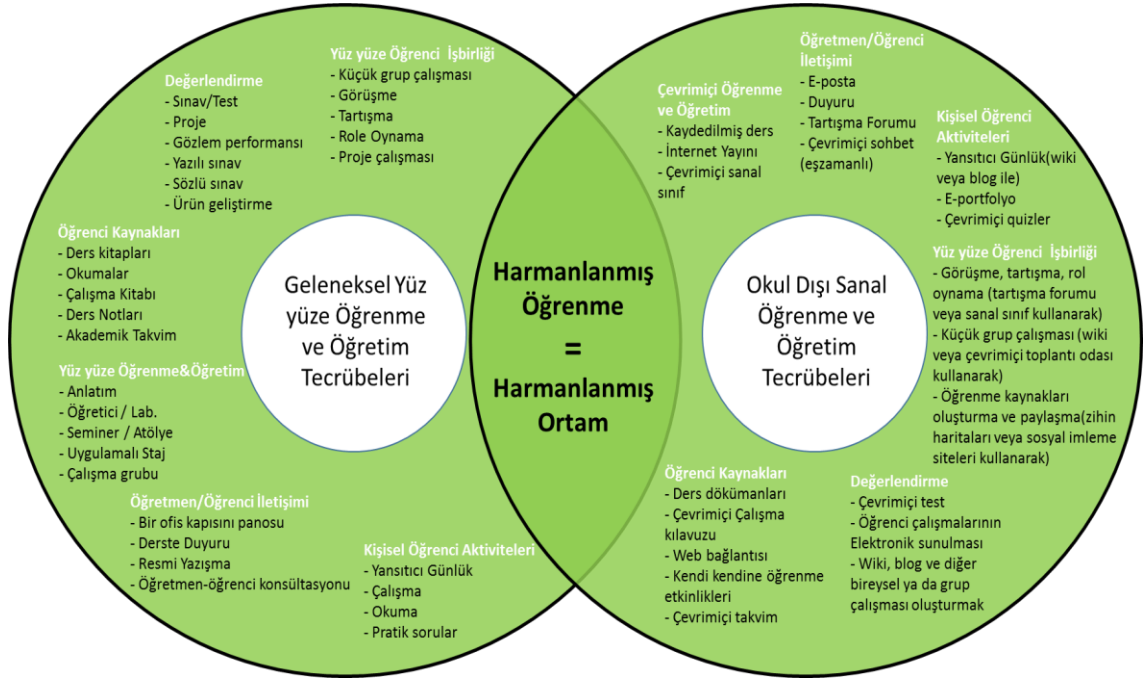 Yüz yüze Öğrenci İşbirliği
- Küçük grup çalışması
- Görüşme
- Tartışma
- Role Oynama
- Proje çalışması
Değerlendirme
- Sınav/Test
- Proje
- Gözlem performansı
- Yazılı sınav
- Sözlü sınav
- Ürün geliştirme
Öğrenci Kaynakları
- Ders kitapları
- Okumalar
- Çalışma Kitabı
- Ders Notları
- Akademik Takvim
Yüz yüze Öğrenme&Öğretim
- Anlatım
- Öğretici / Lab.
- Seminer / Atölye
- Uygulamalı Staj
- Çalışma grubu
Öğretmen/Öğrenci İletişimi
- Bir ofis kapısını panosu
- Derste Duyuru
- Resmi Yazışma
- Öğretmen-öğrenci konsültasyonu
Kişisel Öğrenci Aktiviteleri
- Yansıtıcı Günlük
- Çalışma
- Okuma
- Pratik sorular
Geleneksel Yüz
yüze Öğrenme
ve Öğretim
Tecrübeleri
Harmanlanmış
Öğrenme
=
Harmanlanmış
Ortam
Okul Dışı Sanal
Öğrenme ve
Öğretim
Tecrübeleri
Çevrimiçi Öğrenme
ve Öğretim
- Kaydedilmiş ders
- İnternet Yayını
- Çevrimiçi sanal
sınıf
Öğretmen/Öğrenci
İletişimi
- E-posta
- Duyuru
- Tartışma Forumu
- Çevrimiçi sohbet
(eşzamanlı)
Kişisel Öğrenci
Aktiviteleri
- Yansıtıcı Günlük(wiki
veya blog ile)
- E-portfolyo
- Çevrimiçi quizler
Yüz yüze Öğrenci İşbirliği
- Görüşme, tartışma, rol
oynama (tartışma forumu
veya sanal sınıf kullanarak)
- Küçük grup çalışması (wiki
veya çevrimiçi toplantı odası
kullanarak)
- Öğrenme kaynakları
oluşturma ve paylaşma(zihin
haritaları veya sosyal imleme
siteleri kullanarak)
Öğrenci Kaynakları
- Ders dökümanları
- Çevrimiçi Çalışma
kılavuzu
- Web bağlantısı
- Kendi kendine öğrenme
etkinlikleri
- Çevrimiçi takvim
Değerlendirme
- Çevrimiçi test
- Öğrenci çalışmalarının
Elektronik sunulması
- Wiki, blog ve diğer
bireysel ya da grup
çalışması oluşturmak